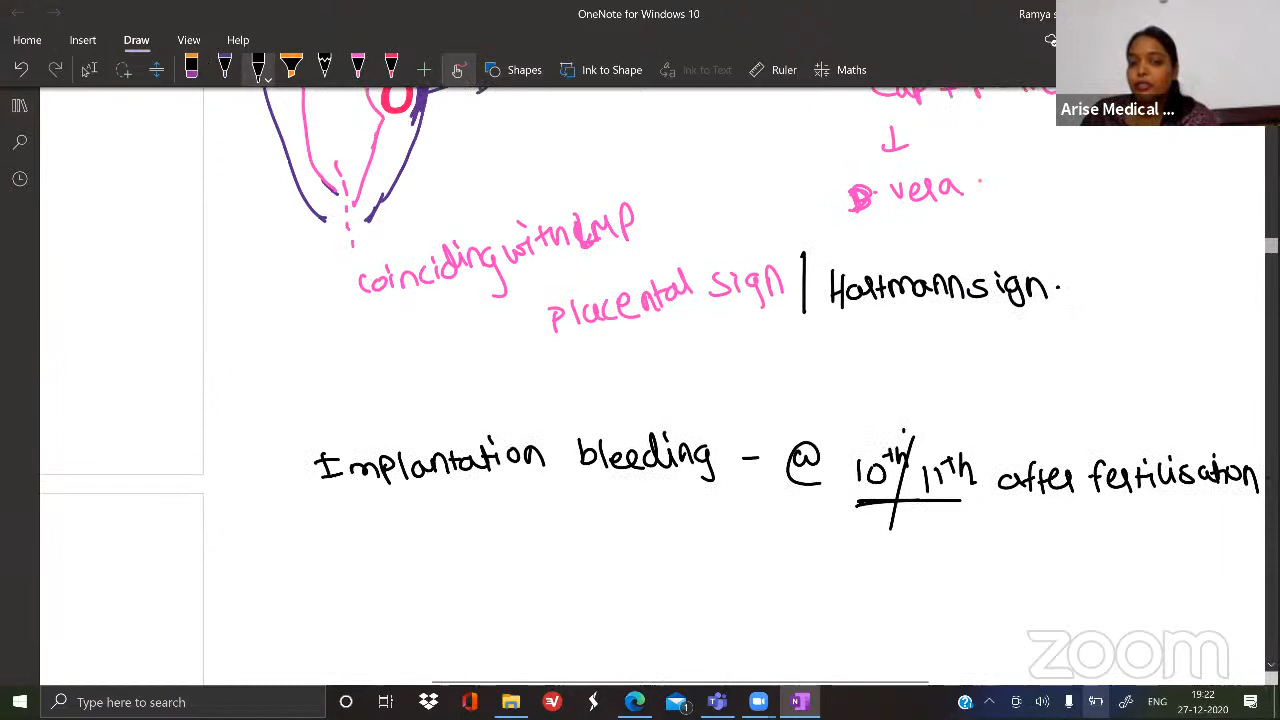 OneNote for Windows 10
Ramya s
Home Insert Draw View Help
Shapes Ink to Shape Ink to Text Ruler Maths
Arise Medical ...
↓
D. vera
coinciding with LMP
placental sign | Hartmann sign.
Implantation bleeding - @ 10th/11th after fertilisation
zoom
Type here to search
ENG
19:22
27-12-2020